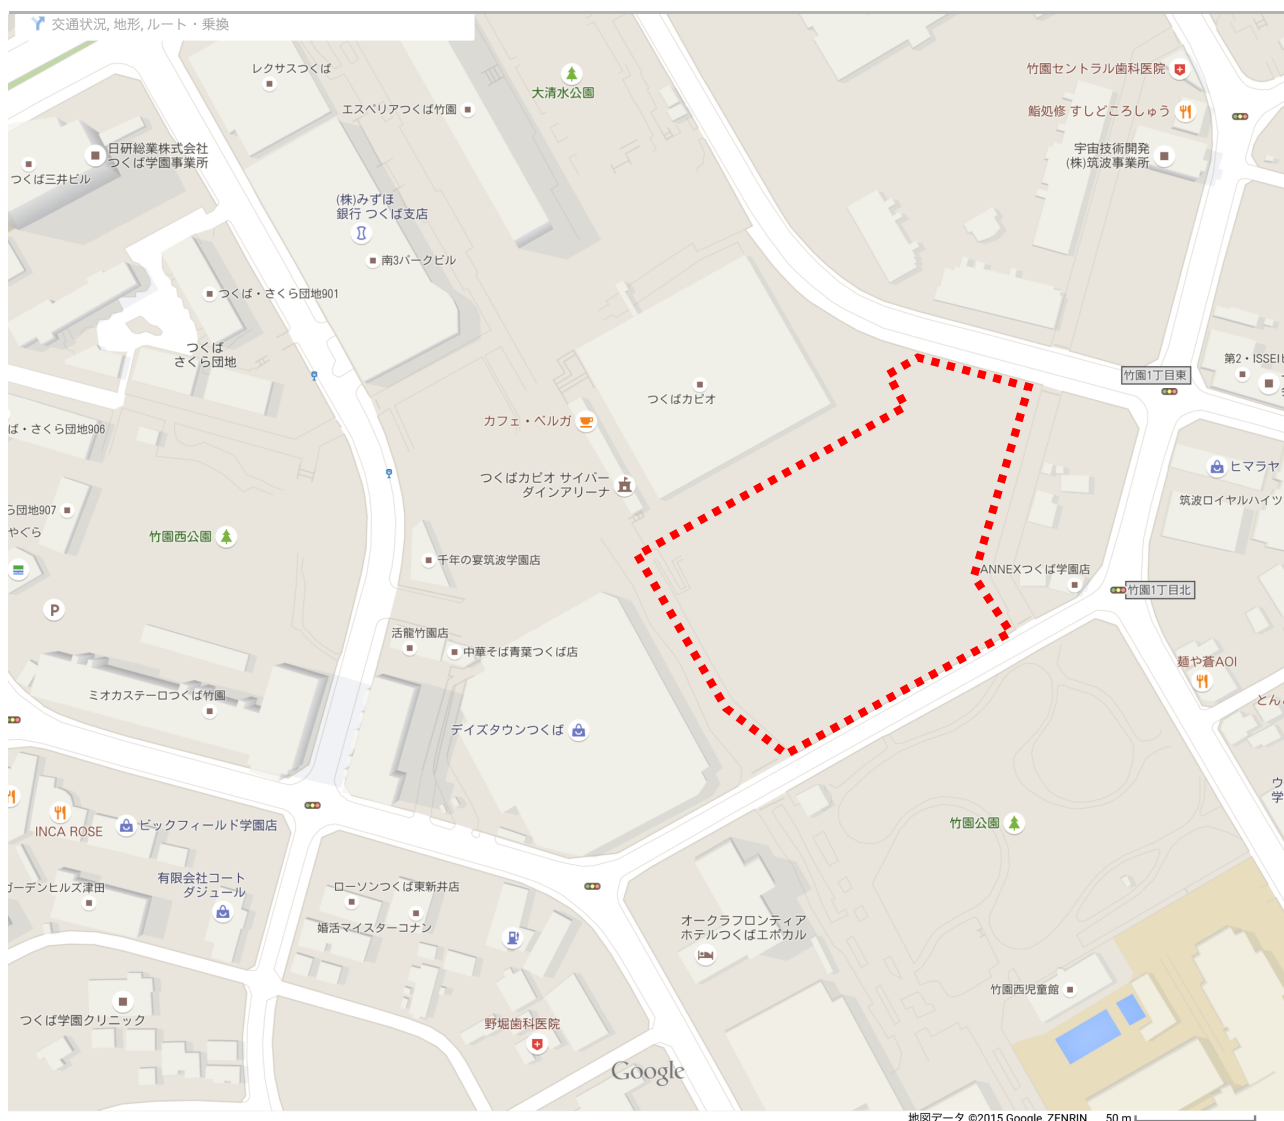 交通状況, 地形, ルート・乗換
レクサスつくば
エスペリアつくば竹園
大清水公園
竹園セントラル歯科医院
鮨処修 すしどころしゅう
宇宙技術開発
(株)筑波事業所
日研総業株式会社
つくば学園事業所
つくば三井ビル
(株)みずほ
銀行 つくば支店
南3パークビル
つくば・さくら団地901
つくば
さくら団地
つくばカピオ
竹園1丁目東
第2・ISSEIビ
カフェ・ベルガ
ば・さくら団地906
つくばカピオ サイバー
ダインアリーナ
ヒマラヤ
筑波ロイヤルハイツ
ら団地907
やぐら
竹園西公園
千年の宴筑波学園店
ANNEXつくば学園店
竹園1丁目北
P
活龍竹園店
中華そば青葉つくば店
麺や蒼AOI
ミオカステーロつくば竹園
とん
デイズタウンつくば
ウ
学
INCA ROSE
ビックフィールド学園店
竹園公園
有限会社コート
ダジュール
ガーデンヒルズ津田
ローソンつくば東新井店
婚活マイスターコナン
オークラフロンティア
ホテルつくばエポカル
竹園西児童館
つくば学園クリニック
野堀歯科医院
Google
地図データ ©2015 Google, ZENRIN 50 m